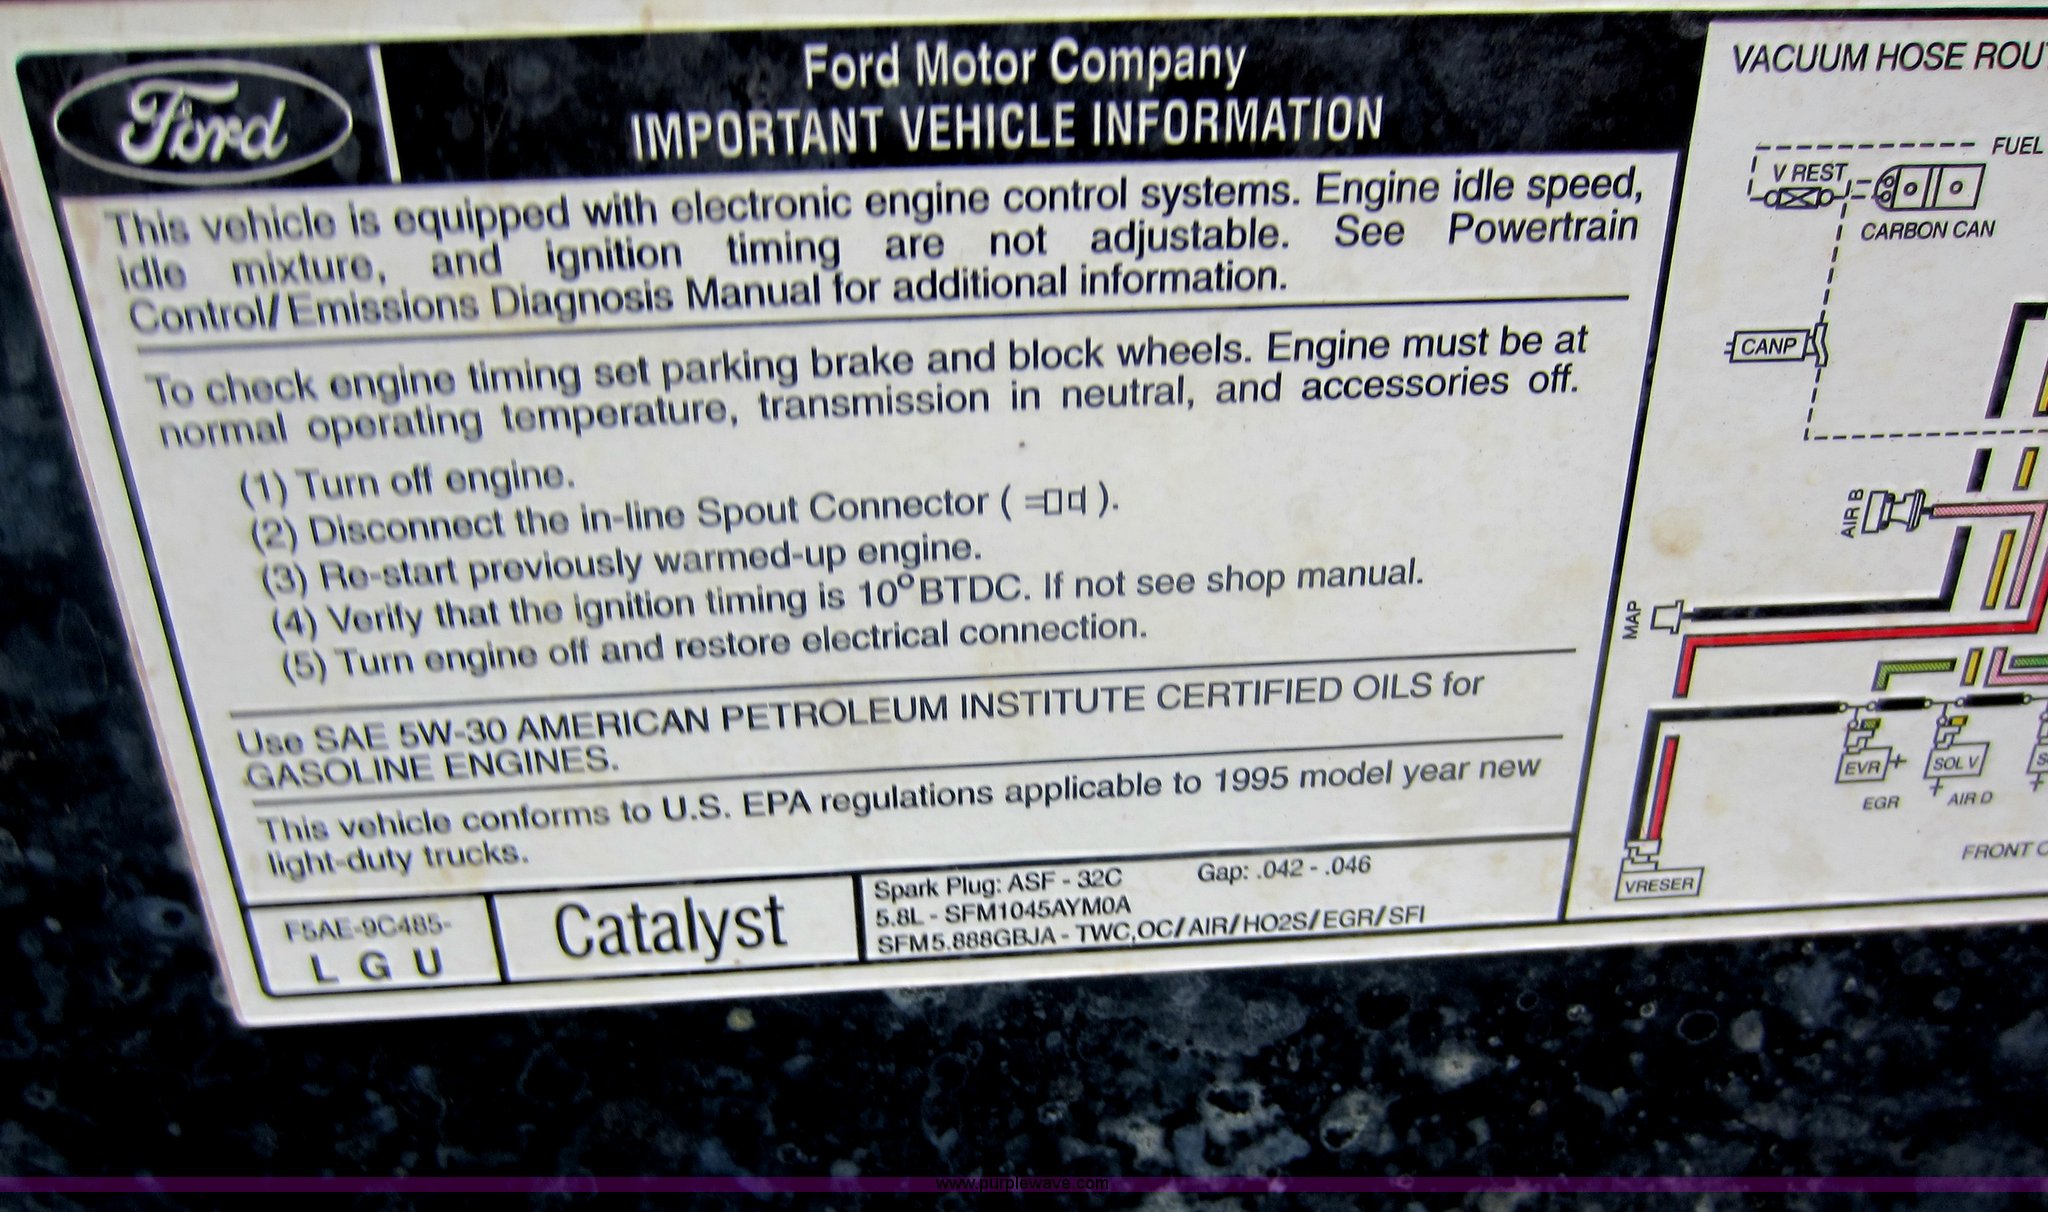 Ford
Ford Motor Company
IMPORTANT VEHICLE INFORMATION
This vehicle is equipped with electronic engine control systems. Engine idle speed,
idle mixture, and ignition timing are not adjustable. See Powertrain
Control/Emissions Diagnosis Manual for additional information.
To check engine timing set parking brake and block wheels. Engine must be at
normal operating temperature, transmission in neutral, and accessories off.
(1) Turn off engine.
(2) Disconnect the in-line Spout Connector ( ).
(3) Re-start previously warmed-up engine.
(4) Verify that the ignition timing is 10° BTDC. If not see shop manual.
(5) Turn engine off and restore electrical connection.
Use SAE 5W-30 AMERICAN PETROLEUM INSTITUTE CERTIFIED OILS for
GASOLINE ENGINES.
This vehicle conforms to U.S. EPA regulations applicable to 1995 model year new
light-duty trucks.
F5AE-9C485-
L G U
Catalyst
Spark Plug: ASF - 32C Gap: .042 - .046
5.8L - SFM1045AYM0A
SFM5.888GBJA - TWC,OC/AIR/HO2S/EGR/SFI
VACUUM HOSE ROUT
FUEL
V REST
CARBON CAN
CANP
AIR B
MAP
EVR
SOL V
EGR
AIR D
FRONT O
VRESER
www.purplewave.com